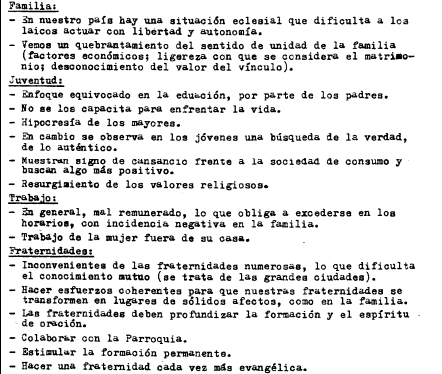 Familia:
- En nuestro país hay una situación eclesial que dificulta a los
laicos actuar con libertad y autonomía.
- Vemos un quebrantamiento del sentido de unidad de la familia
(factores económicos; ligereza con que se considera el matrimo-
nio; desconocimiento del valor del vínculo).
Juventud:
- Enfoque equivocado en la eduación, por parte de los padres.
- No se los capacita para enfrentar la vida.
- Hipocresía de los mayores.
- En cambio se observa en los jóvenes una búsqueda de la verdad,
de lo auténtico.
- Muestran signo de cansancio frente a la sociedad de consumo y
buscan algo más positivo.
- Resurgimiento de los valores religiosos.
Trabajo:
- En general, mal remunerado, lo que obliga a excederse en los
horarios, con incidencia negativa en la familia.
- Trabajo de la mujer fuera de su casa.
Fraternidades:
- Inconvenientes de las fraternidades numerosas, lo que dificulta
el conocimiento mutuo (se trata de las grandes ciudades).
- Hacer esfuerzos coherentes para que nuestras fraternidades se
transformen en lugares de sólidos afectos, como en la familia.
- Las fraternidades deben profundizar la formación y el espíritu
de oración.
- Colaborar con la Parroquia.
- Estimular la formación permanente.
- Hacer una fraternidad cada vez más evangélica.